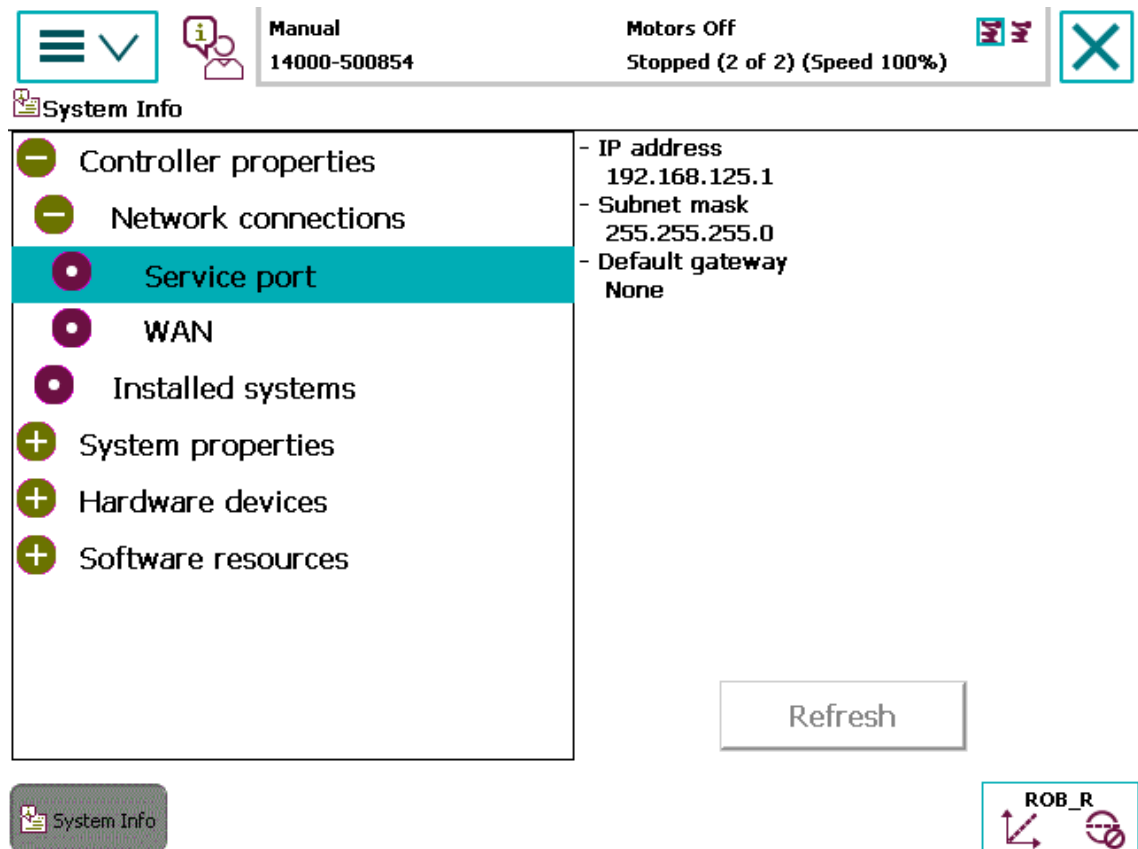 Manual
14000-500854
Motors Off
Stopped (2 of 2) (Speed 100%)
System Info
Controller properties
Network connections
Service port
WAN
Installed systems
System properties
Hardware devices
Software resources
- IP address
192.168.125.1
- Subnet mask
255.255.255.0
- Default gateway
None
Refresh
System Info
ROB_R